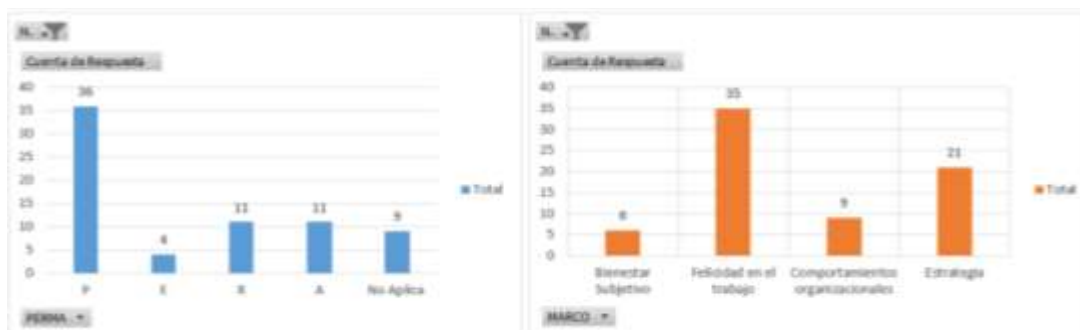 N..
Cuenta de Respuesta
40
35
30
25
20
15
10
5
0
36
4
11
11
9
P
E
R
A
No Aplica
Total
PERMA
N..
Cuenta de Respuesta
40
35
30
25
20
15
10
5
0
6
35
9
21
Bienestar
Subjetivo
Felicidad en el
trabajo
Comportamientos
organizacionales
Estrategia
Total
MARCO